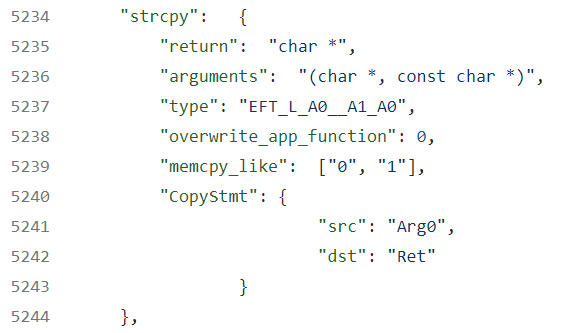 5234 "strcpy": {
5235 "return": "char *",
5236 "arguments": "(char *, const char *)",
5237 "type": "EFT_L_A0__A1_A0",
5238 "overwrite_app_function": 0,
5239 "memcpy_like": ["0", "1"],
5240 "CopyStmt": {
5241 "src": "Arg0",
5242 "dst": "Ret"
5243 }
5244 },